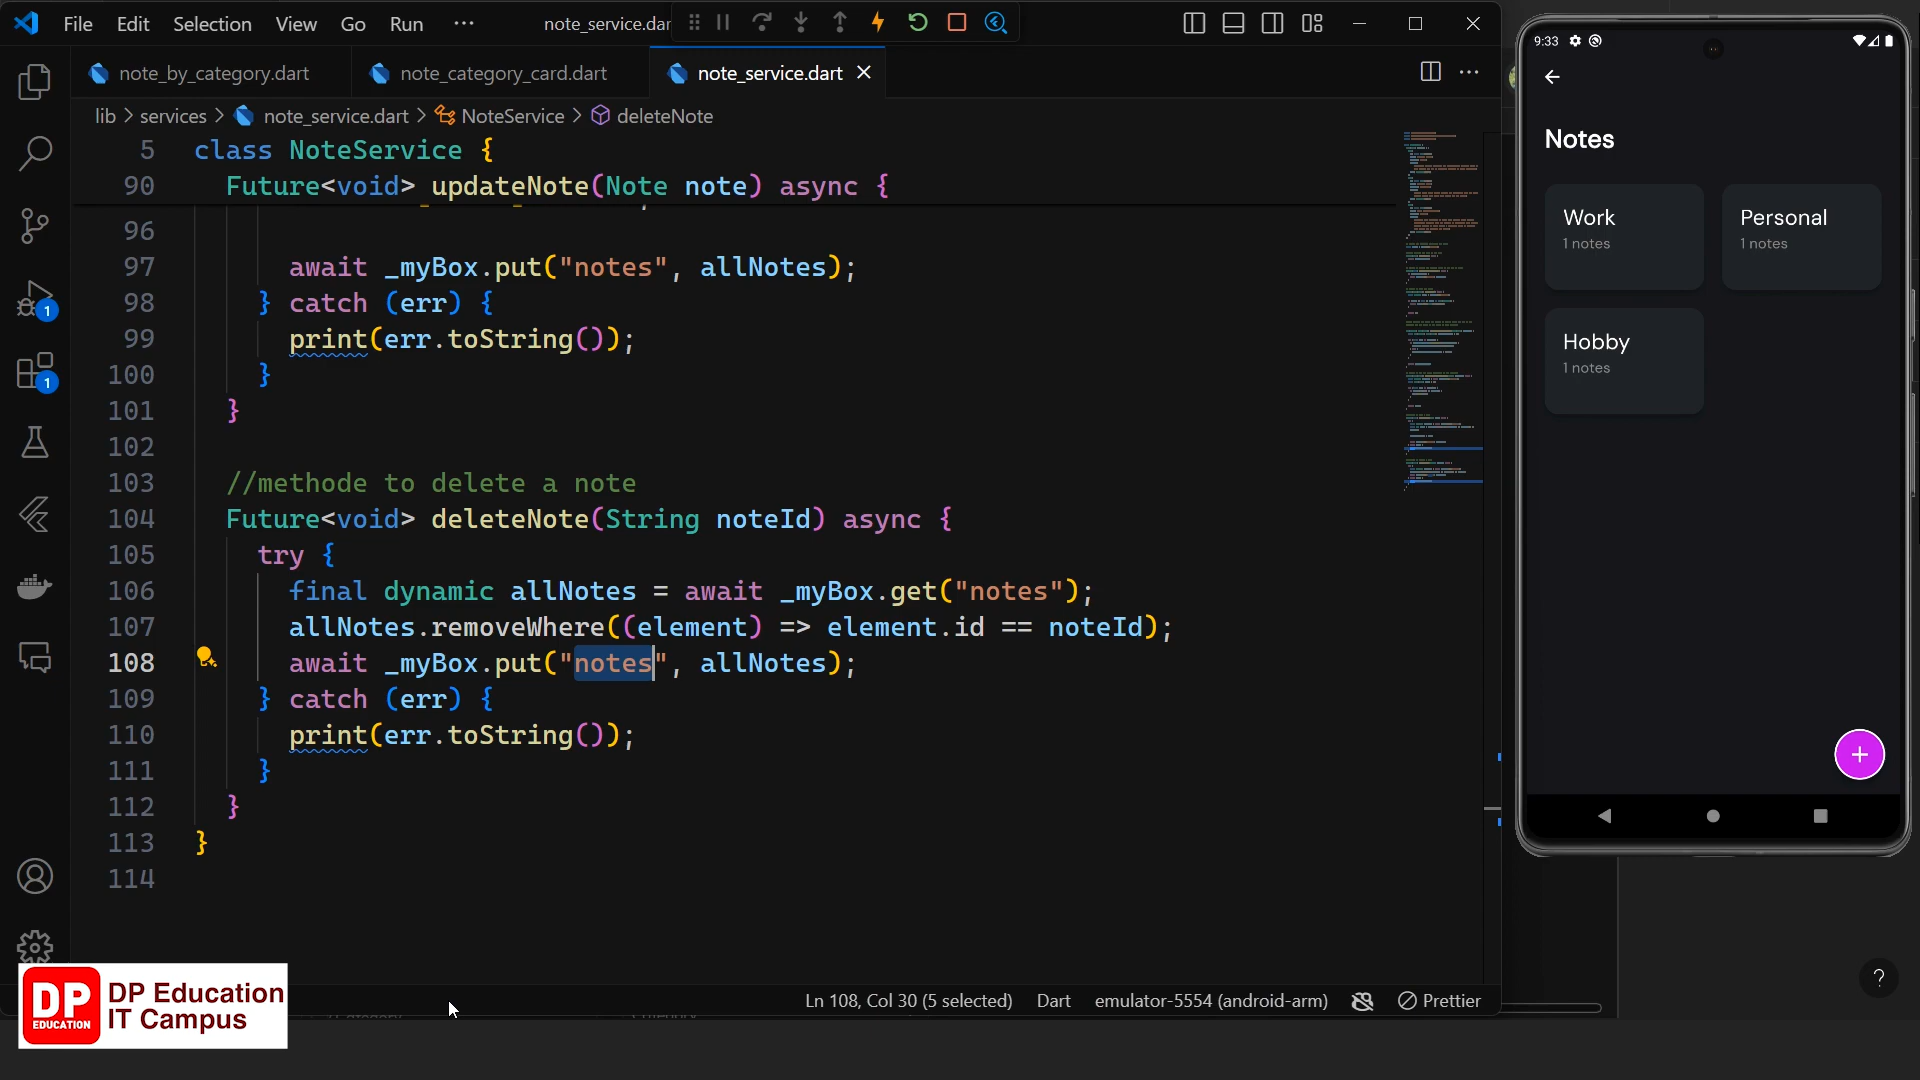 File Edit Selection View Go Run ··· note_service.dar
note_by_category.dart note_category_card.dart note_service.dart
lib > services > note_service.dart > NoteService > deleteNote
5 class NoteService {
90 Future<void> updateNote(Note note) async {
96
97 await _myBox.put("notes", allNotes);
98 } catch (err) {
99 print(err.toString());
100 }
101 }
102
103 //methode to delete a note
104 Future<void> deleteNote(String noteId) async {
105 try {
106 final dynamic allNotes = await _myBox.get("notes");
107 allNotes.removeWhere((element) => element.id == noteId);
108 await _myBox.put("notes", allNotes);
109 } catch (err) {
110 print(err.toString());
111 }
112 }
113 }
114
1
1
Ln 108, Col 30 (5 selected) Dart emulator-5554 (android-arm) Prettier
DP
EDUCATION
DP Education
IT Campus
9:33
Notes
Work
1 notes
Personal
1 notes
Hobby
1 notes
+
?